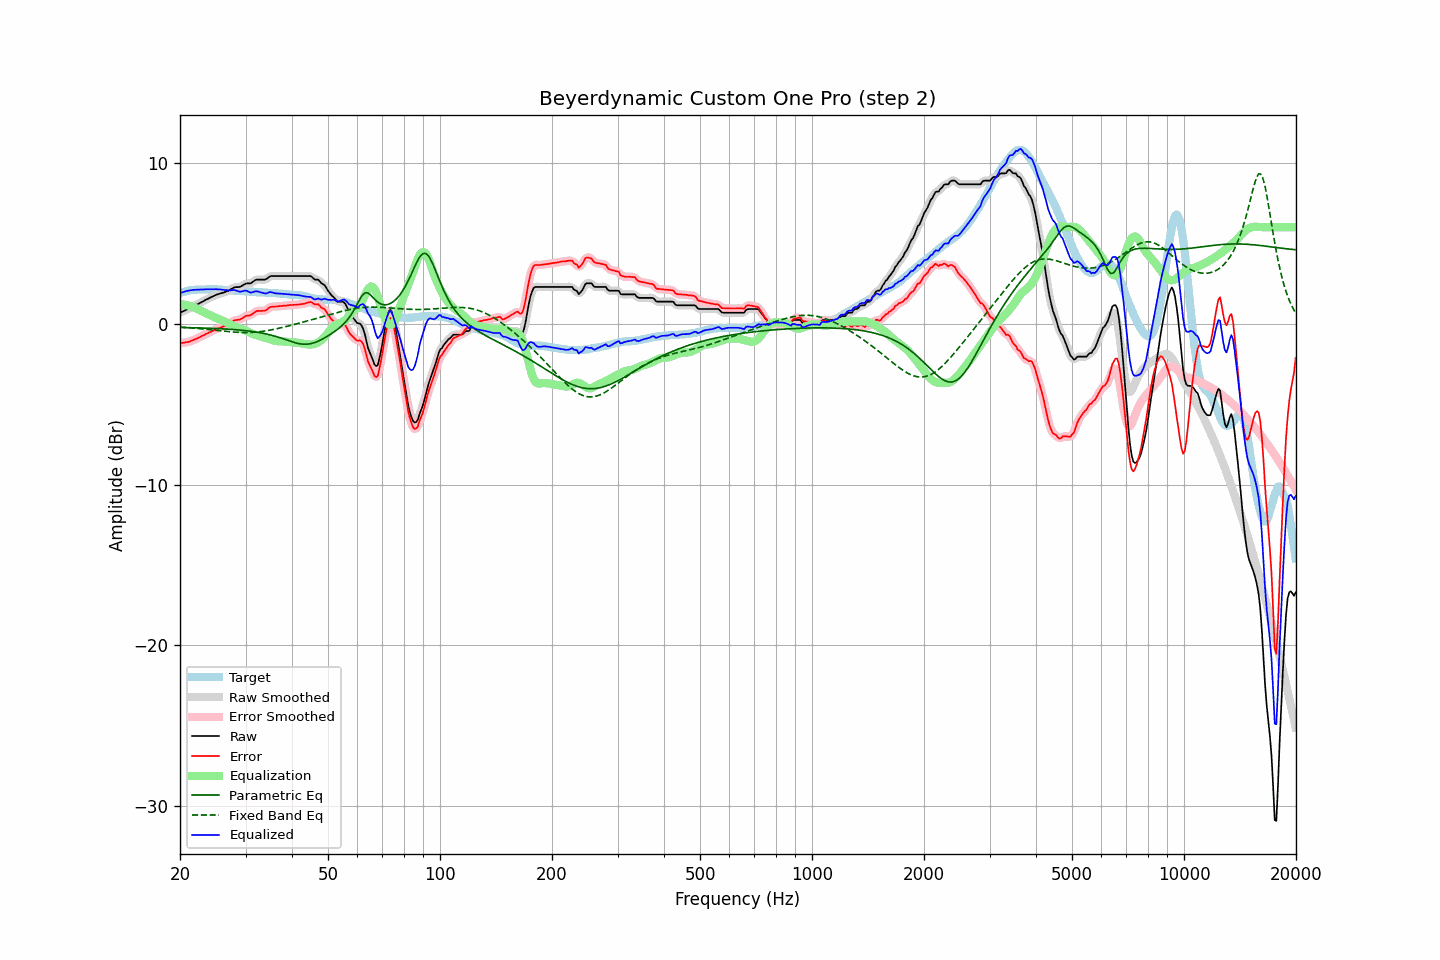 Beyerdynamic Custom One Pro (step 2)
10
0
−10
−20
−30
Amplitude (dBr)
Target
Raw Smoothed
Error Smoothed
Raw
Error
Equalization
Parametric Eq
Fixed Band Eq
Equalized
20 50 100 200 500 1000 2000 5000 10000 20000
Frequency (Hz)